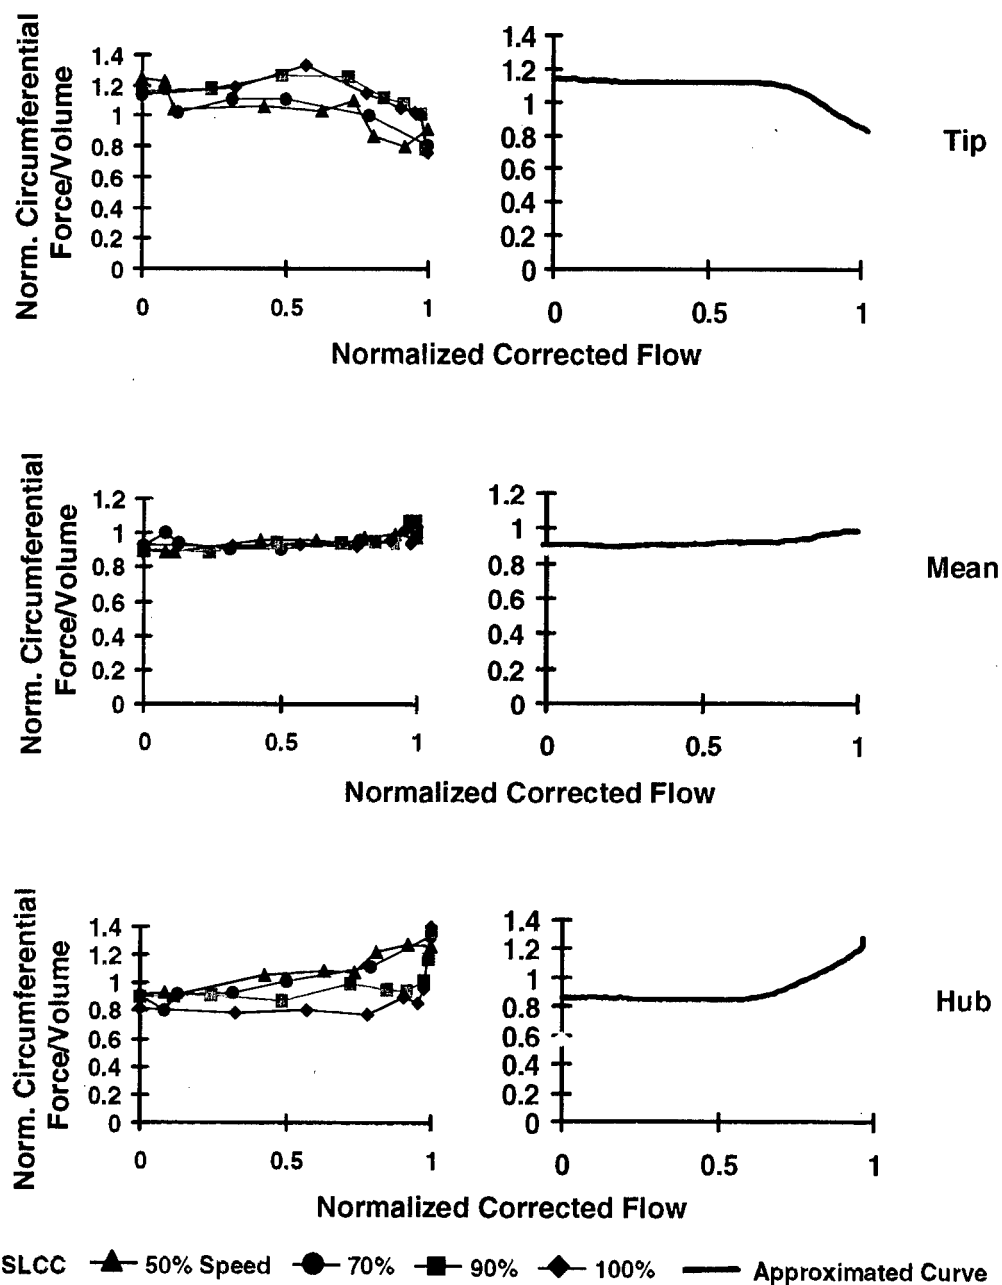 Norm. Circumferential
Force/Volume
1.4
1.2
1
0.8
0.6
0.4
0.2
0
0 0.5 1
1.4
1.2
1
0.8
0.6
0.4
0.2
0
0 0.5 1
Tip
Normalized Corrected Flow
Norm. Circumferential
Force/Volume
1.2
1
0.8
0.6
0.4
0.2
0
0 0.5 1
1.2
1
0.8
0.6
0.4
0.2
0
0 0.5 1
Mean
Normalized Corrected Flow
Norm. Circumferential
Force/Volume
1.4
1.2
1
0.8
0.6
0.4
0.2
0
0 0.5 1
1.4
1.2
1
0.8
0.6
0.4
0.2
0
0 0.5 1
Hub
Normalized Corrected Flow
SLCC 50% Speed 70% 90% 100% Approximated Curve